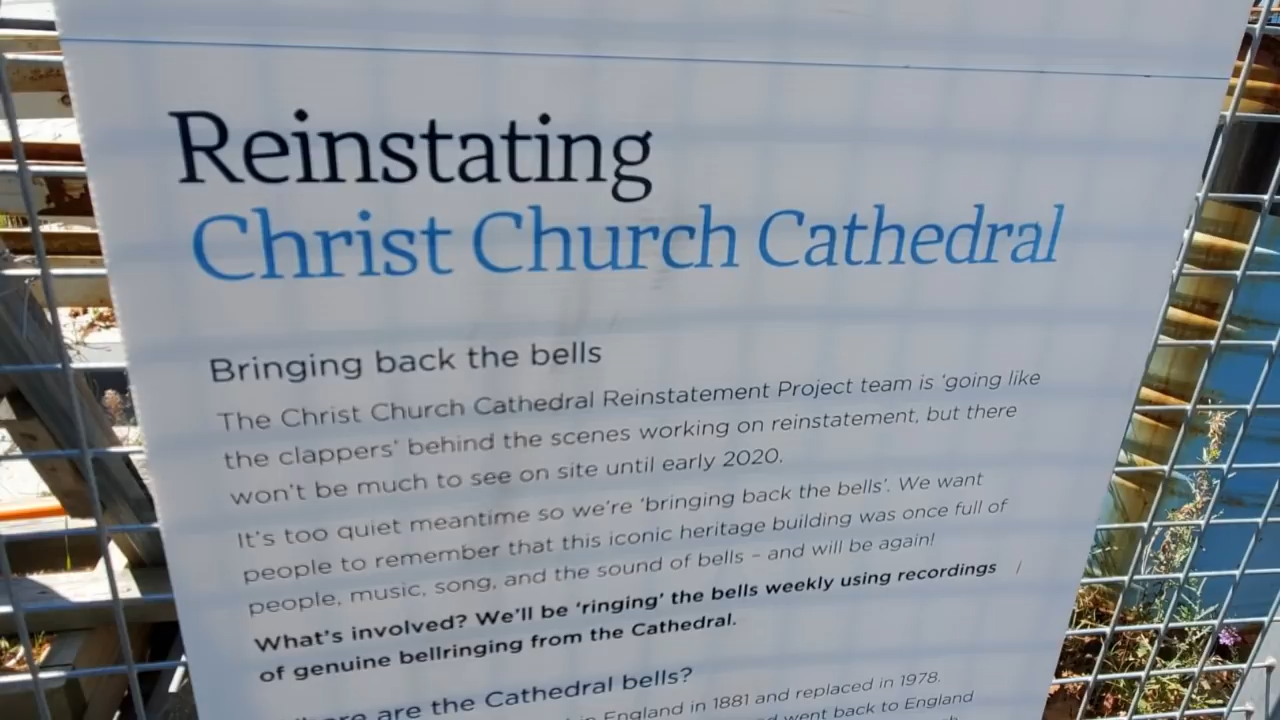 Reinstating
Christ Church Cathedral
Bringing back the bells
The Christ Church Cathedral Reinstatement Project team is ‘going like
the clappers’ behind the scenes working on reinstatement, but there
won’t be much to see on site until early 2020.
It’s too quiet meantime so we’re ‘bringing back the bells’. We want
people to remember that this iconic heritage building was once full of
people, music, song, and the sound of bells – and will be again!
What’s involved? We’ll be ‘ringing’ the bells weekly using recordings
of genuine bellringing from the Cathedral.
are the Cathedral bells?
in England in 1881 and replaced in 1978.
went back to England